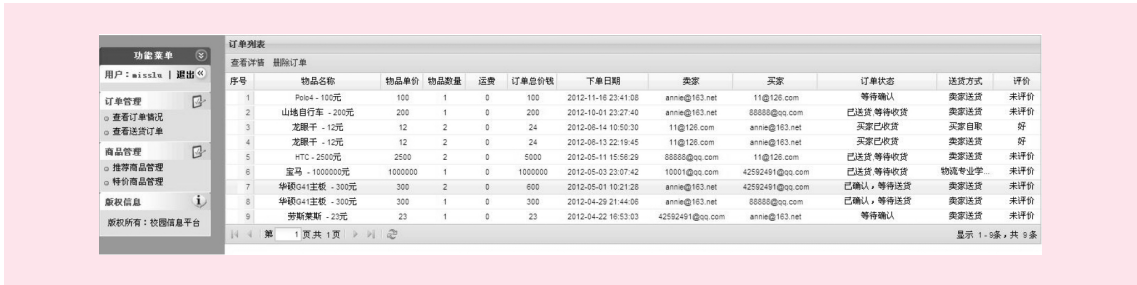 功能菜单
用户：misslu | 退出
订单管理
查看订单情况
查看送货订单
商品管理
推荐商品管理
特价商品管理
版权信息
版权所有：校园信息平台
订单列表
查看详情 删除订单
序号 物品名称 物品单价 物品数量 运费 订单总价钱 下单日期 卖家 买家 订单状态 送货方式 评价
1 Polo4 - 100元 100 1 0 100 2012-11-16 23:41:08 annie@163.net 11@126.com 等待确认 卖家送货 未评价
2 山地自行车 - 200元 200 1 0 200 2012-10-01 23:27:40 annie@163.net 88888@qq.com 已送货.等待收货 卖家送货 未评价
3 龙眼干 - 12元 12 2 0 24 2012-06-14 10:50:30 11@126.com annie@163.net 买家已收货 买家自取 好
4 龙眼干 - 12元 12 2 0 24 2012-06-13 22:19:45 11@126.com annie@163.net 买家已收货 卖家送货 好
5 HTC - 2500元 2500 2 0 5000 2012-05-11 15:56:29 88888@qq.com 11@126.com 已送货.等待收货 卖家送货 未评价
6 宝马 - 1000000元 1000000 1 0 1000000 2012-05-03 23:07:42 10001@qq.com 42592491@qq.com 已送货.等待收货 物流专业学... 未评价
7 华硕G41主板 - 300元 300 2 0 600 2012-05-01 10:21:28 annie@163.net 42592491@qq.com 已确认，等待送货 卖家送货 未评价
8 华硕G41主板 - 300元 300 1 0 300 2012-04-29 21:44:06 annie@163.net 88888@qq.com 已确认，等待送货 卖家送货 未评价
9 劳斯莱斯 - 23元 23 1 0 23 2012-04-22 16:53:03 42592491@qq.com annie@163.net 等待确认 卖家送货 未评价
第 1 页共 1页 显示 1 - 9条，共 9 条